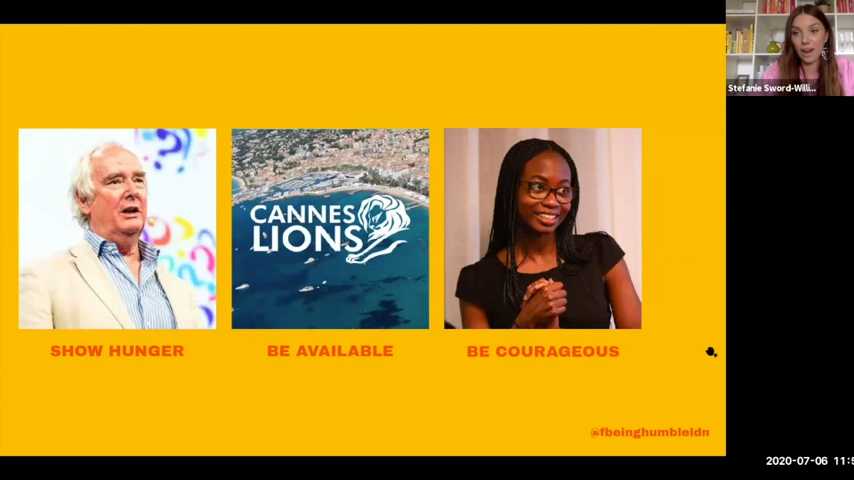 Stefanie Sword-Willi...
CANNES
LIONS
SHOW HUNGER
BE AVAILABLE
BE COURAGEOUS
@fbeinghumbleldn
2020-07-06 11:5